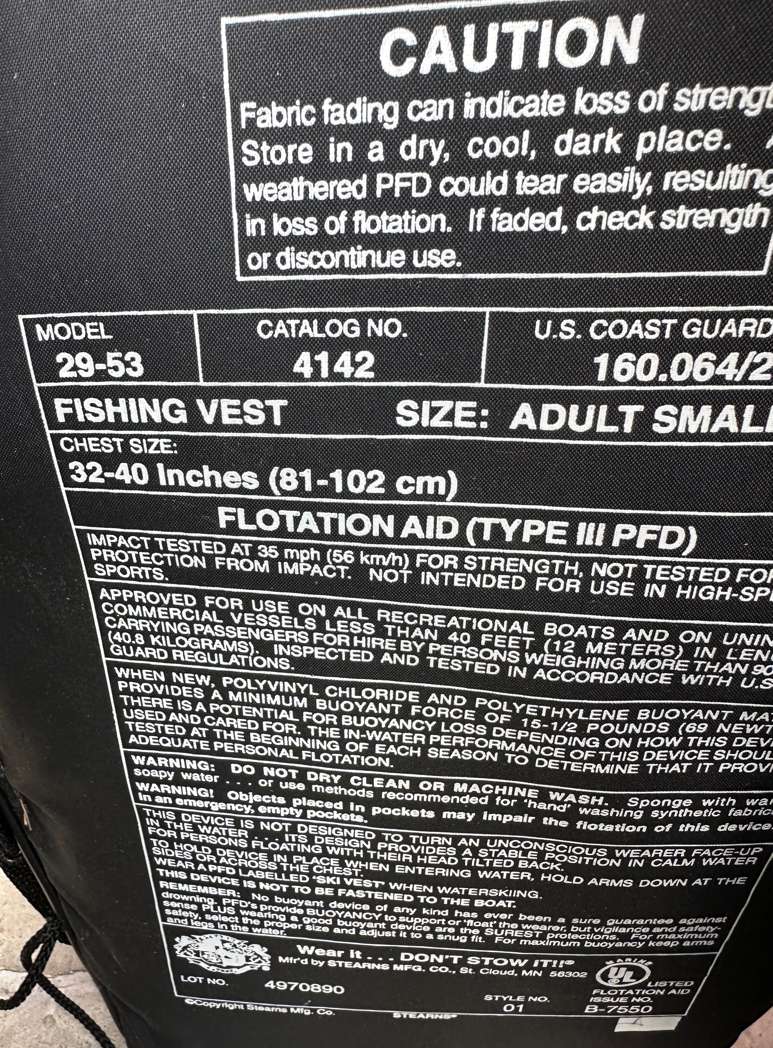 CAUTION
Fabric fading can indicate loss of strengt
Store in a dry, cool, dark place.
weathered PFD could tear easily, resulting
in loss of flotation. If faded, check strength
or discontinue use.
MODEL CATALOG NO. U.S. COAST GUARD
29-53 4142 160.064/2
FISHING VEST SIZE: ADULT SMALL
CHEST SIZE:
32-40 Inches (81-102 cm)
FLOTATION AID (TYPE III PFD)
IMPACT TESTED AT 35 mph (56 km/h) FOR STRENGTH, NOT TESTED FOR
PROTECTION FROM IMPACT. NOT INTENDED FOR USE IN HIGH-SP
SPORTS.
APPROVED FOR USE ON ALL RECREATIONAL BOATS AND ON UNIN
COMMERCIAL VESSELS LESS THAN 40 FEET (12 METERS) IN LEN
CARRYING PASSENGERS FOR HIRE BY PERSONS WEIGHING MORE THAN 90
(40.8 KILOGRAMS). INSPECTED AND TESTED IN ACCORDANCE WITH U.S
GUARD REGULATIONS.
WHEN NEW, POLYVINYL CHLORIDE AND POLYETHYLENE BUOYANT MA
PROVIDES A MINIMUM BUOYANT FORCE OF 15-1/2 POUNDS (69 NEWT
THERE IS A POTENTIAL FOR BUOYANCY LOSS DEPENDING ON HOW THIS DEVI
USED AND CARED FOR. THE IN-WATER PERFORMANCE OF THIS DEVICE SHOUL
TESTED AT THE BEGINNING OF EACH SEASON TO DETERMINE THAT IT PROVI
ADEQUATE PERSONAL FLOTATION.
WARNING: DO NOT DRY CLEAN OR MACHINE WASH. Sponge with war
soapy water . . . or use methods recommended for 'hand' washing synthetic fabric
WARNING! Objects placed in pockets may impair the flotation of this device
In an emergency, empty pockets.
THIS DEVICE IS NOT DESIGNED TO TURN AN UNCONSCIOUS WEARER FACE-UP
IN THE WATER . . . ITS DESIGN PROVIDES A STABLE POSITION IN CALM WATER
FOR PERSONS FLOATING WITH THEIR HEAD TILTED BACK.
TO HOLD DEVICE IN PLACE WHEN ENTERING WATER, HOLD ARMS DOWN AT THE
SIDES OR ACROSS THE CHEST.
WEAR A PFD LABELLED 'SKI VEST' WHEN WATERSKIING.
THIS DEVICE IS NOT TO BE FASTENED TO THE BOAT.
REMEMBER: No buoyant device of any kind has ever been a sure guarantee against
drowning. PFD's provide BUOYANCY to support or 'float' the wearer, but vigilance and safety-
sense PLUS wearing a good buoyant device are the SUREST protections. For maximum
safety, select the proper size and adjust it to a snug fit. For maximum buoyancy keep arms
and legs in the water.
Wear it . . . DON'T STOW IT!!®
Mfr'd by STEARNS MFG. CO., St. Cloud, MN 56302
MARINE
UL
LISTED
FLOTATION AID
LOT NO. 4970890 STYLE NO. ISSUE NO.
01 B-7550
©Copyright Stearns Mfg. Co. STEARNS®